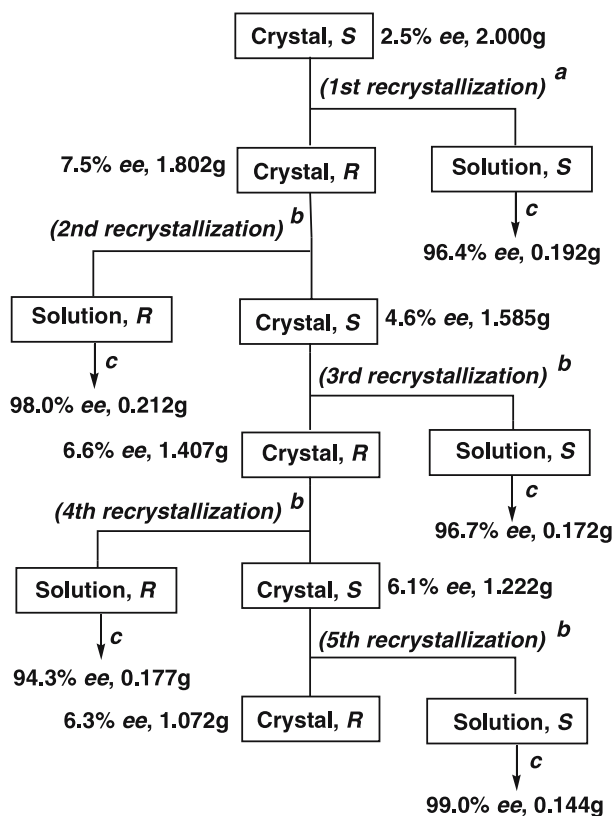 Crystal, S 2.5% ee, 2.000g
(1st recrystallization) a
7.5% ee, 1.802g Crystal, R Solution, S
c
96.4% ee, 0.192g
(2nd recrystallization) b
Solution, R Crystal, S 4.6% ee, 1.585g
c
98.0% ee, 0.212g
(3rd recrystallization) b
6.6% ee, 1.407g Crystal, R Solution, S
c
96.7% ee, 0.172g
(4th recrystallization) b
Solution, R Crystal, S 6.1% ee, 1.222g
c
94.3% ee, 0.177g
(5th recrystallization) b
6.3% ee, 1.072g Crystal, R Solution, S
c
99.0% ee, 0.144g